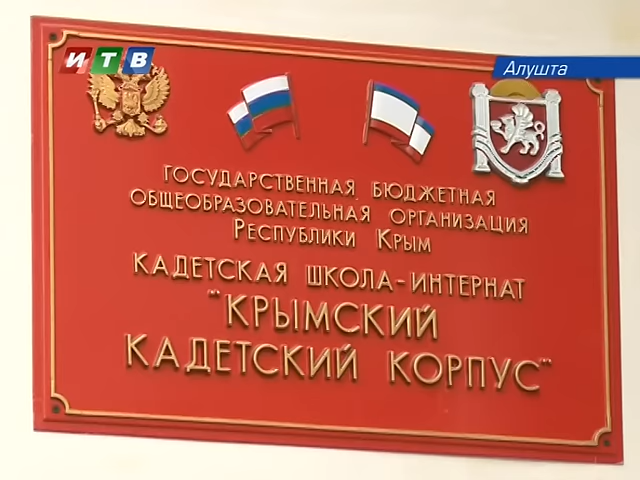 ИТВ
Алушта
ГОСУДАРСТВЕННАЯ БЮДЖЕТНАЯ
ОБЩЕОБРАЗОВАТЕЛЬНАЯ ОРГАНИЗАЦИЯ
РЕСПУБЛИКИ КРЫМ
КАДЕТСКАЯ ШКОЛА-ИНТЕРНАТ
"КРЫМСКИЙ
КАДЕТСКИЙ КОРПУС"